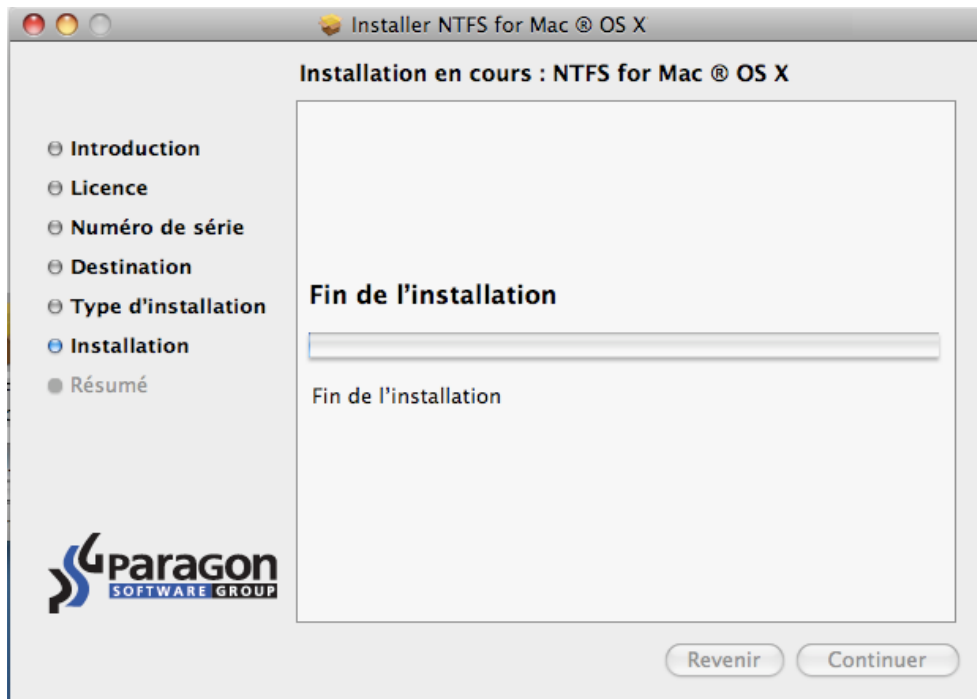 Installer NTFS for Mac ® OS X
Installation en cours : NTFS for Mac ® OS X
Introduction
Licence
Numéro de série
Destination
Type d'installation
Installation
Résumé
Fin de l’installation
Fin de l’installation
Paragon
SOFTWARE GROUP
Revenir
Continuer